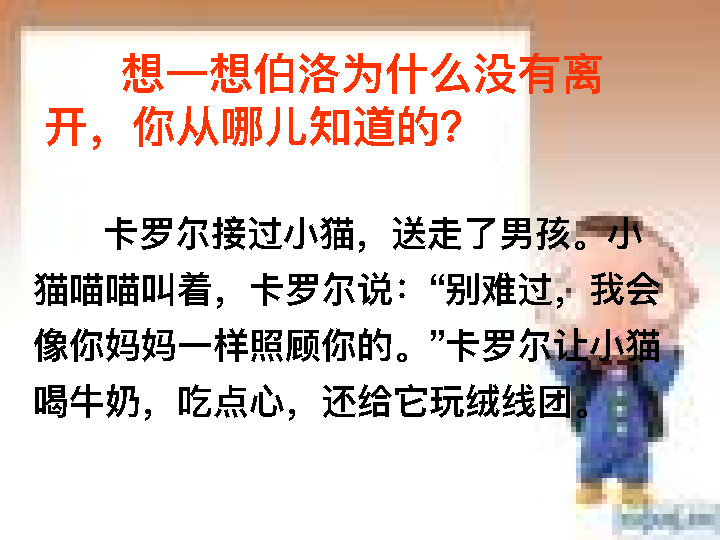 想一想伯洛为什么没有离
开，你从哪儿知道的？
卡罗尔接过小猫，送走了男孩。小
猫喵喵叫着，卡罗尔说：“别难过，我会
像你妈妈一样照顾你的。”卡罗尔让小猫
喝牛奶，吃点心，还给它玩绒线团。